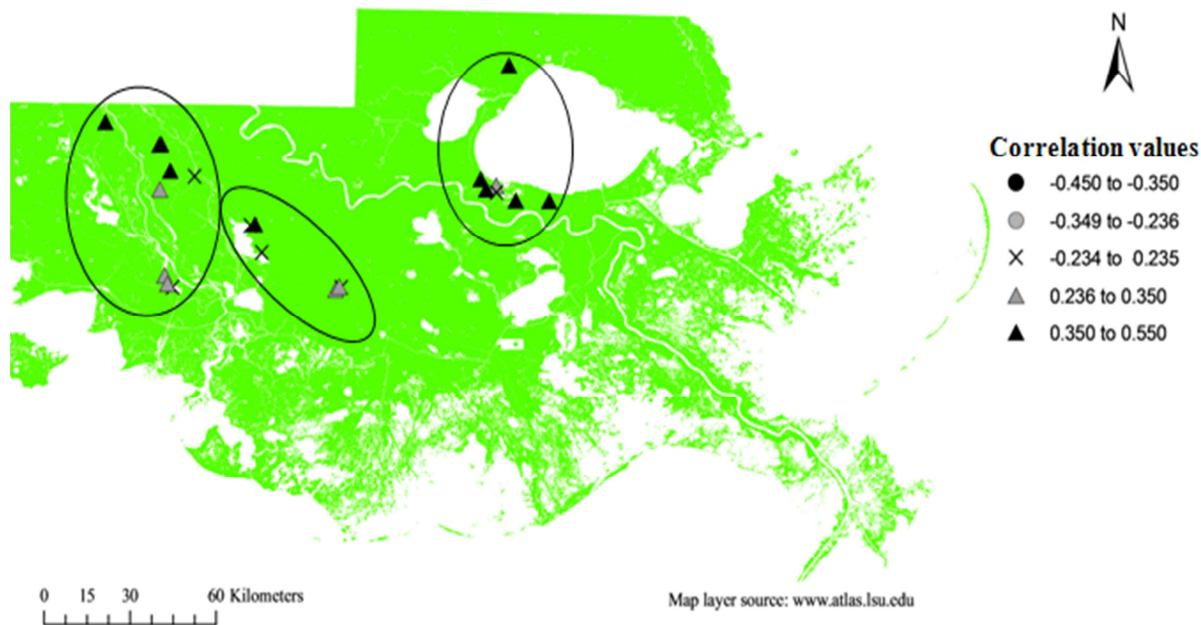 N
Correlation values
-0.450 to -0.350
-0.349 to -0.236
-0.234 to 0.235
0.236 to 0.350
0.350 to 0.550
0 15 30 60 Kilometers
Map layer source: www.atlas.lsu.edu